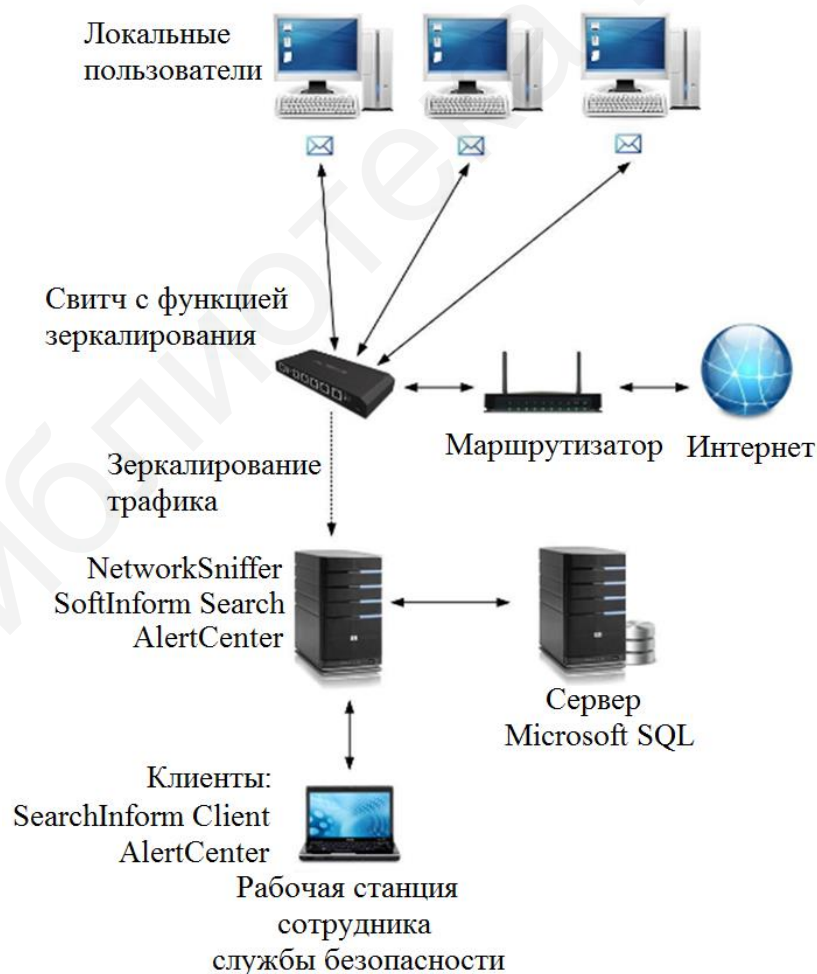 Локальные
пользователи
Свитч с функцией
зеркалирования
Маршрутизатор
Интернет
Зеркалирование
трафика
NetworkSniffer
SoftInform Search
AlertCenter
Сервер
Microsoft SQL
Клиенты:
SearchInform Client
AlertCenter
Рабочая станция
сотрудника
службы безопасности